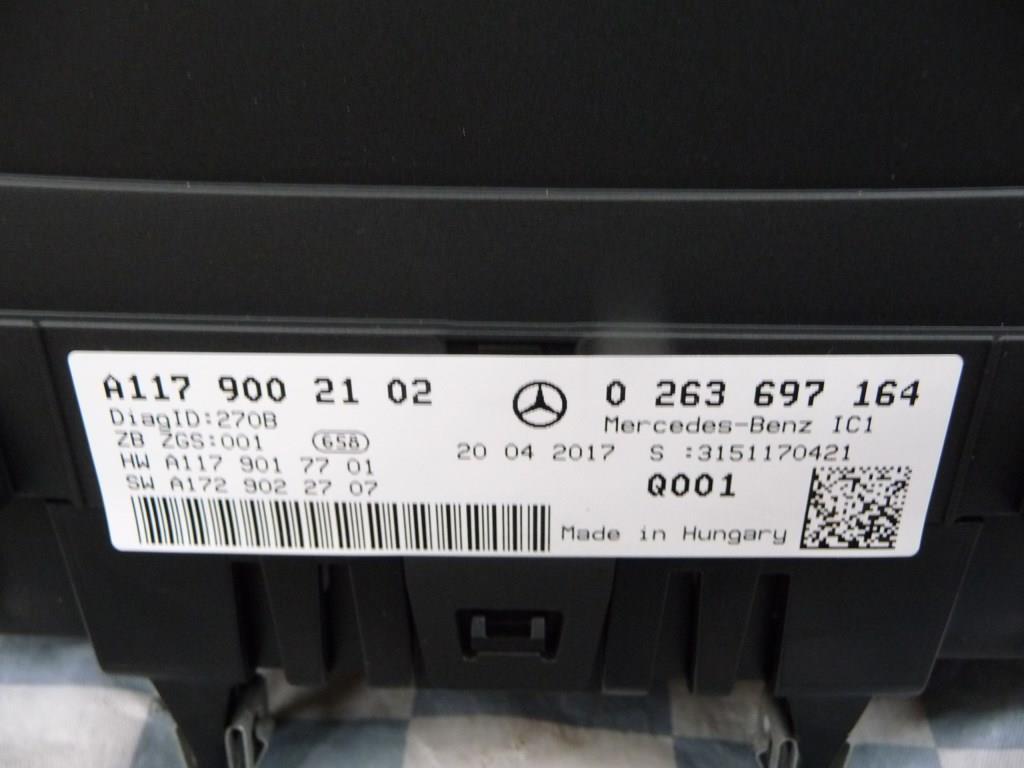 A117 900 21 02
DiagID:270B
ZB ZGS:001
658
HW A117 901 77 01
SW A172 902 27 07
0 263 697 164
Mercedes-Benz IC1
20 04 2017 S :3151170421
Q001
Made in Hungary